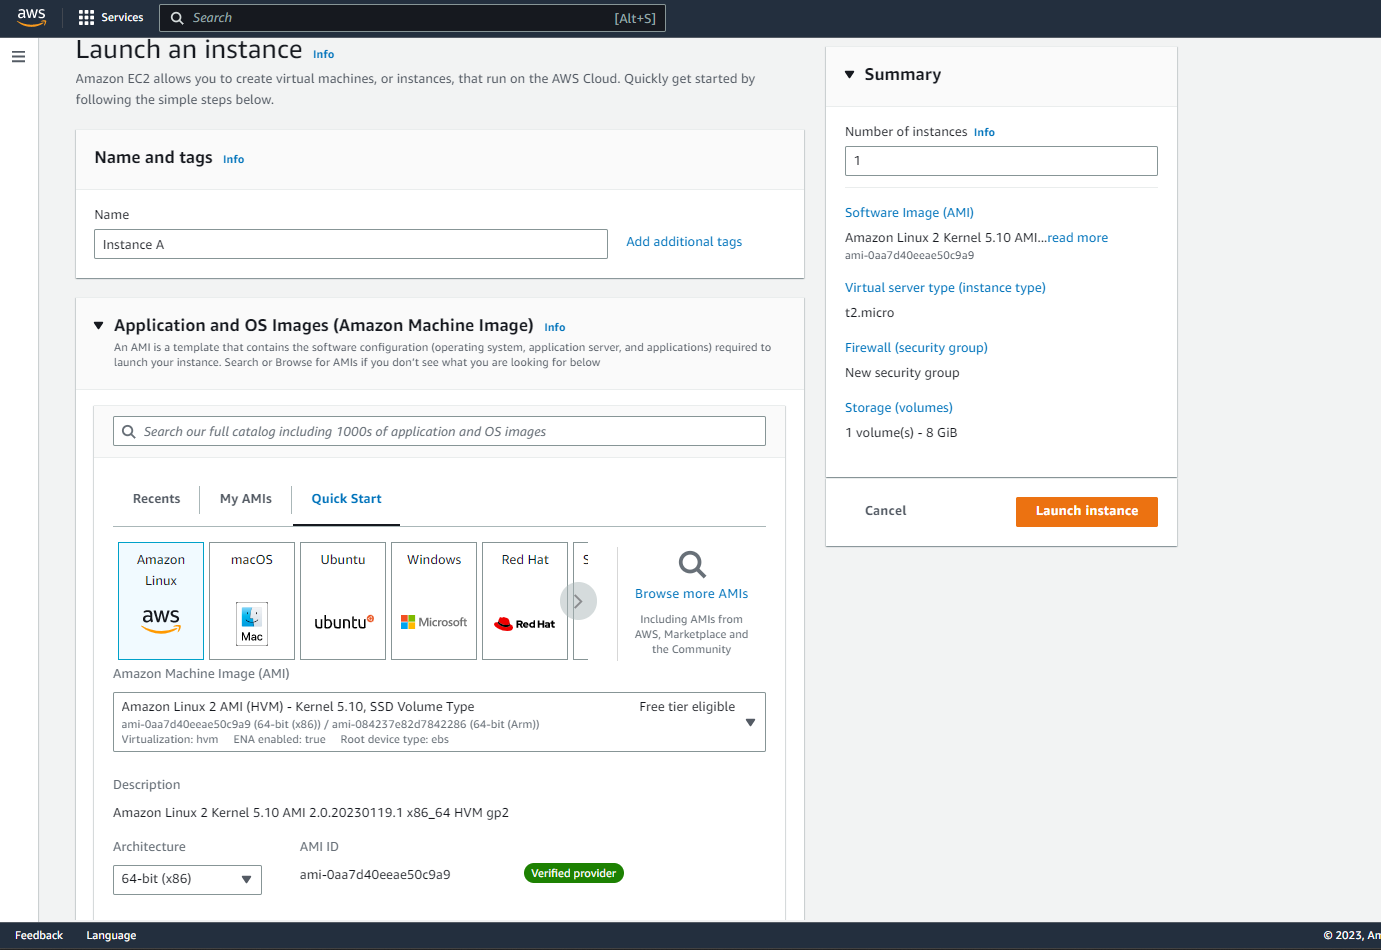 aws
Services
Search
[Alt+S]
Launch an instance Info
Amazon EC2 allows you to create virtual machines, or instances, that run on the AWS Cloud. Quickly get started by
following the simple steps below.
Name and tags Info
Name
Instance A
Add additional tags
Application and OS Images (Amazon Machine Image) Info
An AMI is a template that contains the software configuration (operating system, application server, and applications) required to
launch your instance. Search or Browse for AMIs if you don't see what you are looking for below
Search our full catalog including 1000s of application and OS images
Recents
My AMIs
Quick Start
Amazon
Linux
aws
macOS
Mac
Ubuntu
ubuntu
Windows
Microsoft
Red Hat
Red Hat
S
Browse more AMIs
Including AMIs from
AWS, Marketplace and
the Community
Amazon Machine Image (AMI)
Amazon Linux 2 AMI (HVM) - Kernel 5.10, SSD Volume Type
Free tier eligible
ami-0aa7d40eeae50c9a9 (64-bit (x86)) / ami-084237e82d7842286 (64-bit (Arm))
Virtualization: hvm ENA enabled: true Root device type: ebs
Description
Amazon Linux 2 Kernel 5.10 AMI 2.0.20230119.1 x86_64 HVM gp2
Architecture
64-bit (x86)
AMI ID
ami-0aa7d40eeae50c9a9
Verified provider
Summary
Number of instances Info
1
Software Image (AMI)
Amazon Linux 2 Kernel 5.10 AMI...read more
ami-0aa7d40eeae50c9a9
Virtual server type (instance type)
t2.micro
Firewall (security group)
New security group
Storage (volumes)
1 volume(s) - 8 GiB
Cancel
Launch instance
Feedback
Language
© 2023, Am